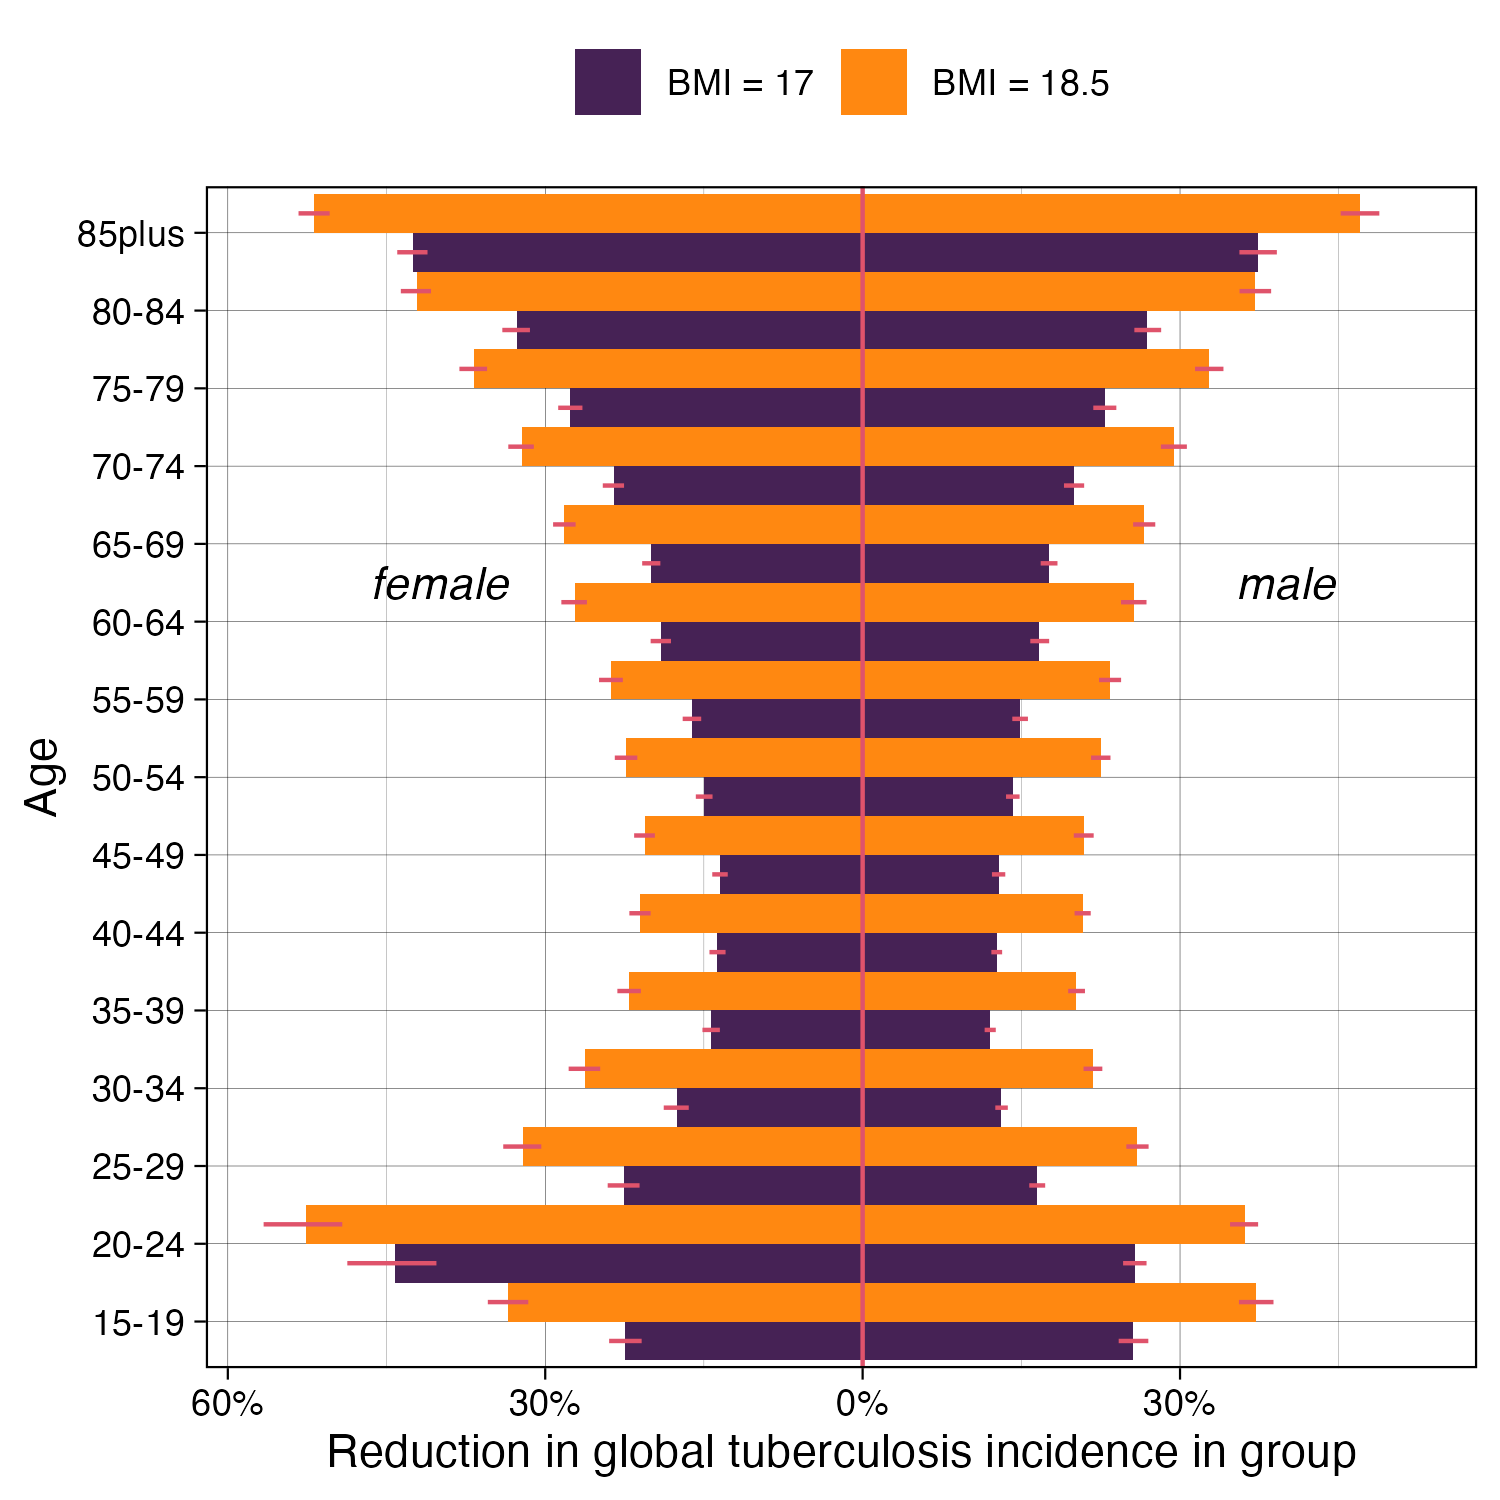 BMI = 17 BMI = 18.5
85plus
80-84
75-79
70-74
65-69
female male
60-64
55-59
50-54
Age
45-49
40-44
35-39
30-34
25-29
20-24
15-19
60% 30% 0% 30%
Reduction in global tuberculosis incidence in group